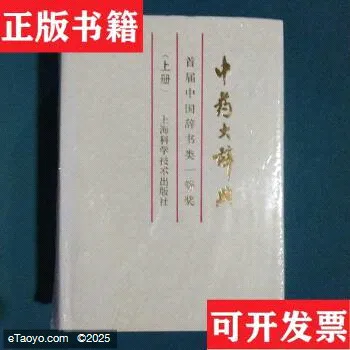 正版书籍
中药大辞典
首届中国辞书类一等奖
（上册）
上海科学技术出版社
eTaoyo.com ©2025
可开发票